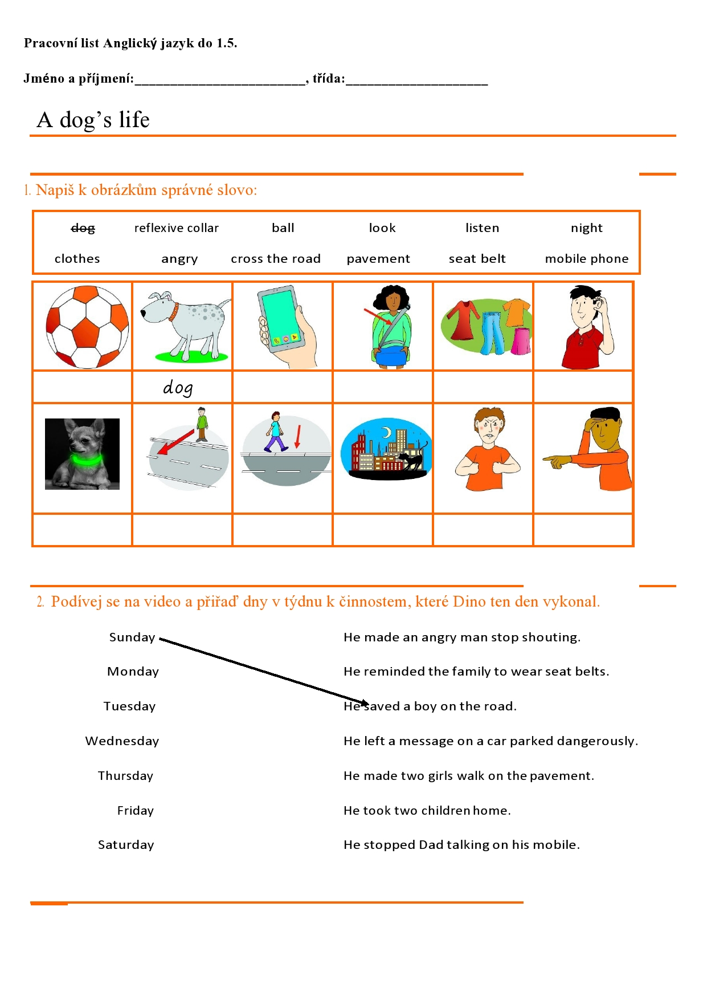 Pracovní list Anglický jazyk do 1.5.
Jméno a příjmení:________________________, třída:____________________
A dog’s life
1. Napiš k obrázkům správné slovo:
dog reflexive collar ball look listen night
clothes angry cross the road pavement seat belt mobile phone
dog
2. Podívej se na video a přiřaď dny v týdnu k činnostem, které Dino ten den vykonal.
Sunday He made an angry man stop shouting.
Monday He reminded the family to wear seat belts.
Tuesday He saved a boy on the road.
Wednesday He left a message on a car parked dangerously.
Thursday He made two girls walk on the pavement.
Friday He took two children home.
Saturday He stopped Dad talking on his mobile.